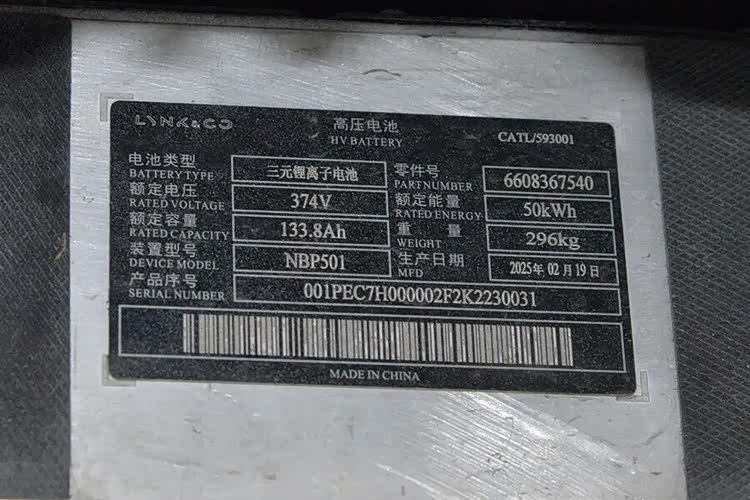 LYNK&CO 高压电池 CATL/593001
HV BATTERY
电池类型 三元锂离子电池 零件号 6608367540
BATTERY TYPE PARTNUMBER
额定电压 374V 额定能量 50kWh
RATED VOLTAGE RATED ENERGY
额定容量 133.8Ah 重量 296kg
RATED CAPACITY WEIGHT
装置型号 NBP501 生产日期 2025年02月19日
DEVICE MODEL MFD
产品序号 001PEC7H000002F2K2230031
SERIAL NUMBER
MADE IN CHINA